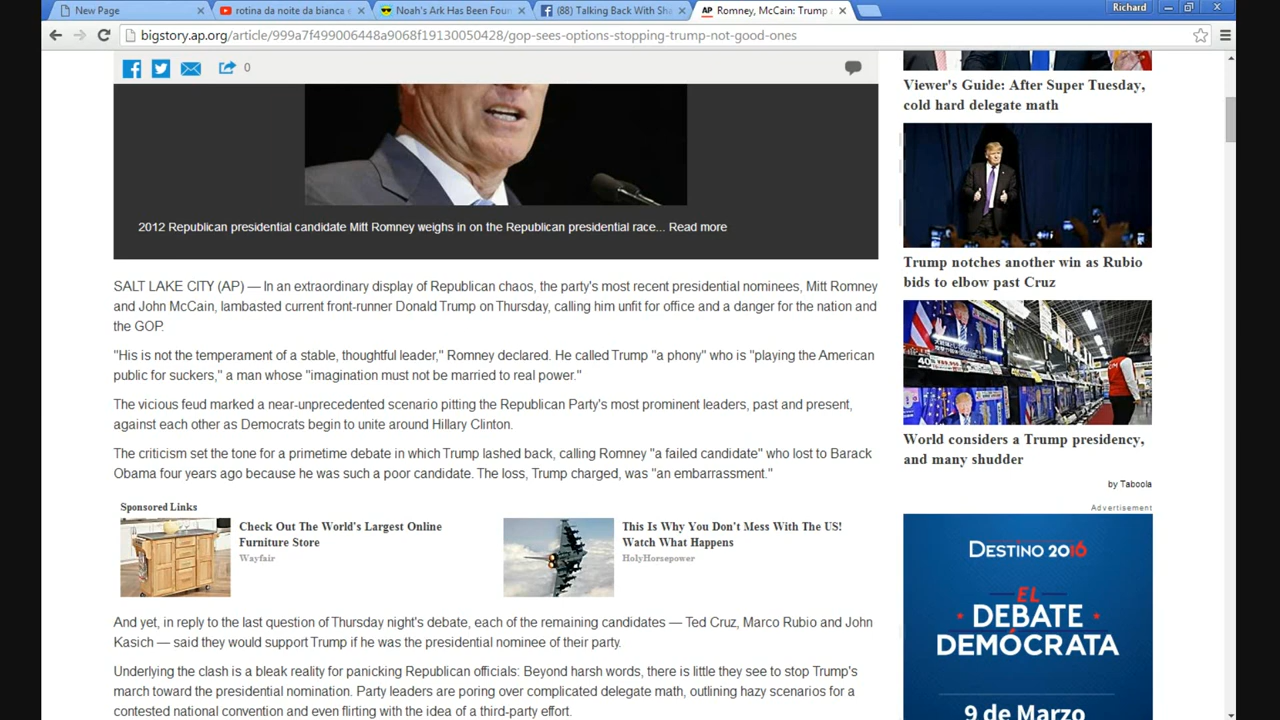 New Page
rotina da noite da bianca e
Noah's Ark Has Been Foun
(88) Talking Back With Sha
AP Romney, McCain: Trump
Richard
bigstory.ap.org/article/999a7f499006448a9068f19130050428/gop-sees-options-stopping-trump-not-good-ones
0
2012 Republican presidential candidate Mitt Romney weighs in on the Republican presidential race... Read more
SALT LAKE CITY (AP) — In an extraordinary display of Republican chaos, the party's most recent presidential nominees, Mitt Romney
and John McCain, lambasted current front-runner Donald Trump on Thursday, calling him unfit for office and a danger for the nation and
the GOP.
"His is not the temperament of a stable, thoughtful leader," Romney declared. He called Trump "a phony" who is "playing the American
public for suckers," a man whose "imagination must not be married to real power."
The vicious feud marked a near-unprecedented scenario pitting the Republican Party's most prominent leaders, past and present,
against each other as Democrats begin to unite around Hillary Clinton.
The criticism set the tone for a primetime debate in which Trump lashed back, calling Romney "a failed candidate" who lost to Barack
Obama four years ago because he was such a poor candidate. The loss, Trump charged, was "an embarrassment."
Sponsored Links
Check Out The World's Largest Online
Furniture Store
Wayfair
This Is Why You Don't Mess With The US!
Watch What Happens
HolyHorsepower
And yet, in reply to the last question of Thursday night's debate, each of the remaining candidates — Ted Cruz, Marco Rubio and John
Kasich — said they would support Trump if he was the presidential nominee of their party.
Underlying the clash is a bleak reality for panicking Republican officials: Beyond harsh words, there is little they see to stop Trump's
march toward the presidential nomination. Party leaders are poring over complicated delegate math, outlining hazy scenarios for a
contested national convention and even flirting with the idea of a third-party effort.
Viewer's Guide: After Super Tuesday,
cold hard delegate math
Trump notches another win as Rubio
bids to elbow past Cruz
World considers a Trump presidency,
and many shudder
by Taboola
Advertisement
DESTINO 2016
EL
DEBATE
DEMÓCRATA
9 de Marzo